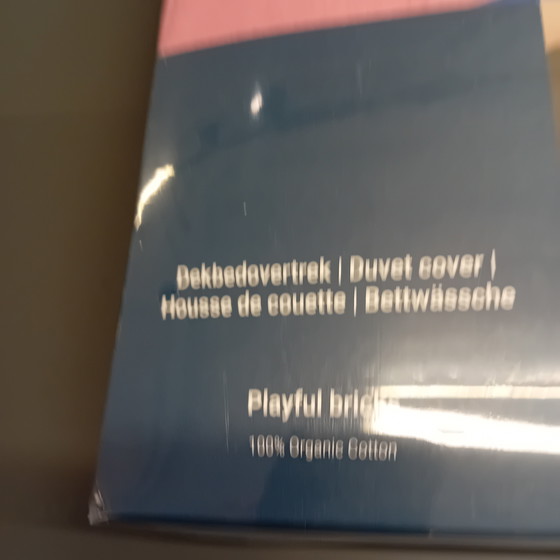 Dekbedovertrek | Duvet cover |
Housse de couette | Bettwässche
Playful
100% Organic Cotton